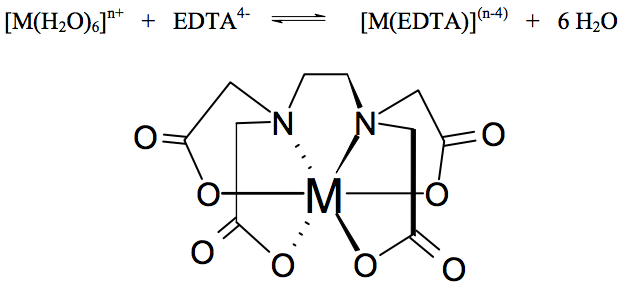 [M(H₂O)₆]ⁿ⁺ + EDTA⁴⁻ ⇌ [M(EDTA)]⁽ⁿ⁻⁴⁾ + 6 H₂O
N N
O O
O M O
O O O O